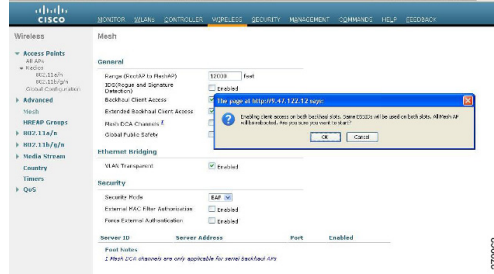 CISCO
MONITOR WLANs CONTROLLER WIRELESS SECURITY MANAGEMENT COMMANDS HELP FEEDBACK
Wireless
Access Points
All APs
Radios
802.11a/n
802.11b/g/n
Global Configuration
Advanced
Mesh
HREAP Groups
802.11a/n
802.11b/g/n
Media Stream
Country
Timers
QoS
Mesh
General
Range (RootAP to MeshAP) 12000 feet
IDS(Rogue and Signature Detection) Enabled
Backhaul Client Access
Extended Backhaul Client Access
Mesh DCA Channels 1
Global Public Safety
The page at http://9.47.122.12 says:
Enabling client access on both backhaul slots. Same BSSIDs will be used on both slots. All Mesh AP
will be rebooted. Are you sure you want to start?
OK Cancel
Ethernet Bridging
VLAN Transparent Enabled
Security
Security Mode EAP
External MAC Filter Authorization Enabled
Force External Authentication Enabled
Server ID Server Address Port Enabled
Foot Notes
1 Mesh DCA channels are only applicable for serial backhaul APs